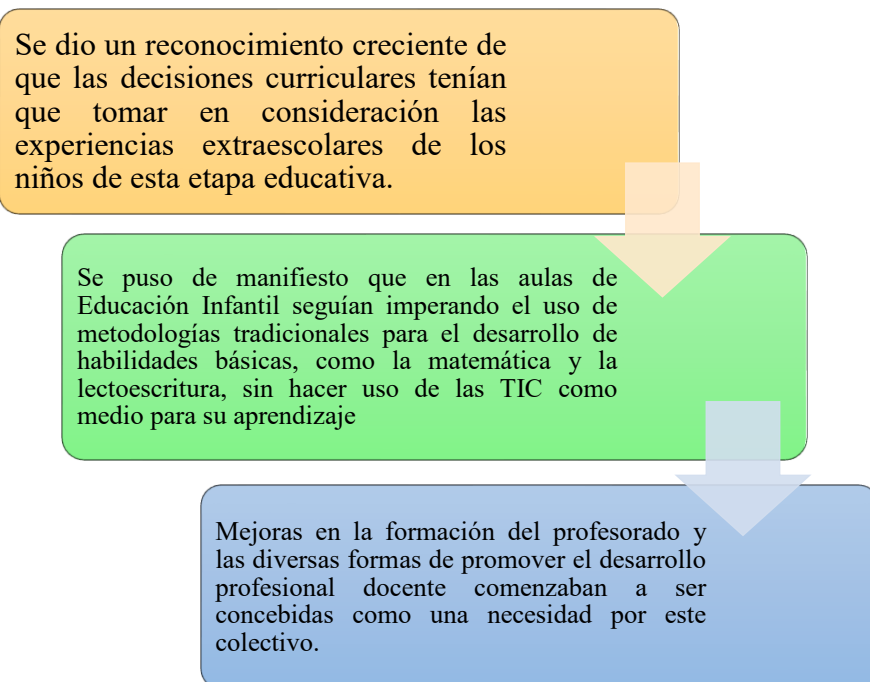 Se dio un reconocimiento creciente de
que las decisiones curriculares tenían
que tomar en consideración las
experiencias extraescolares de los
niños de esta etapa educativa.
Se puso de manifiesto que en las aulas de
Educación Infantil seguían imperando el uso de
metodologías tradicionales para el desarrollo de
habilidades básicas, como la matemática y la
lectoescritura, sin hacer uso de las TIC como
medio para su aprendizaje
Mejoras en la formación del profesorado y
las diversas formas de promover el desarrollo
profesional docente comenzaban a ser
concebidas como una necesidad por este
colectivo.